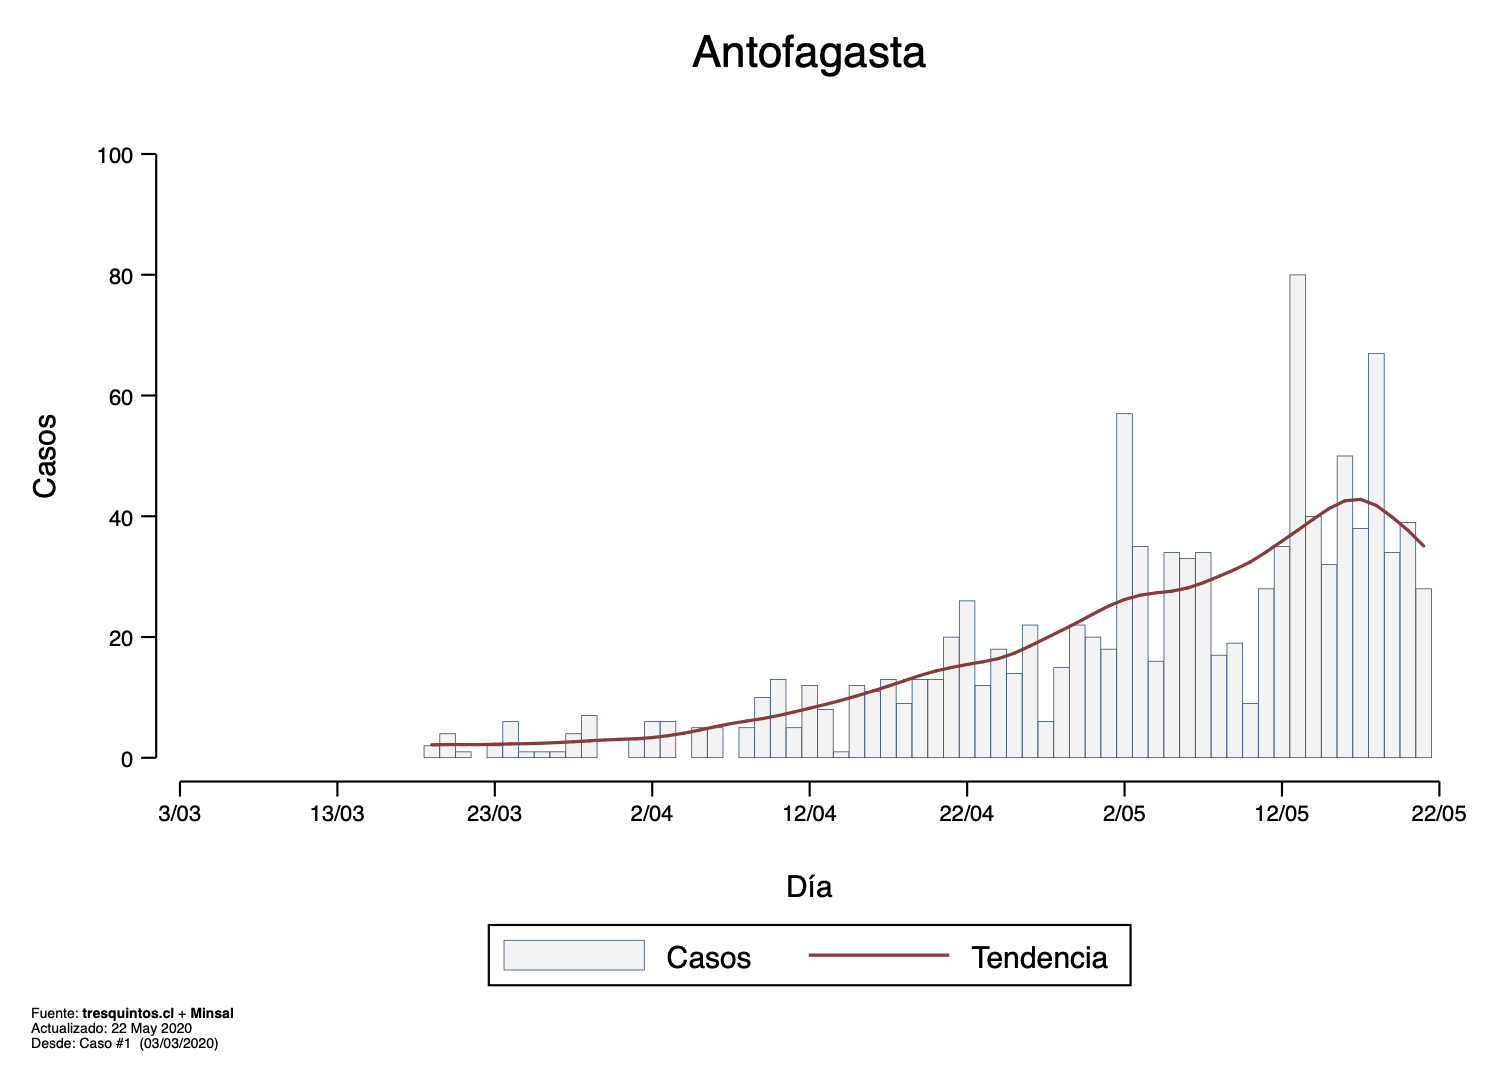 Antofagasta
100
80
60
40
20
0
Casos
3/03 13/03 23/03 2/04 12/04 22/04 2/05 12/05 22/05
Día
Casos Tendencia
Fuente: tresquintos.cl + Minsal
Actualizado: 22 May 2020
Desde: Caso #1 (03/03/2020)